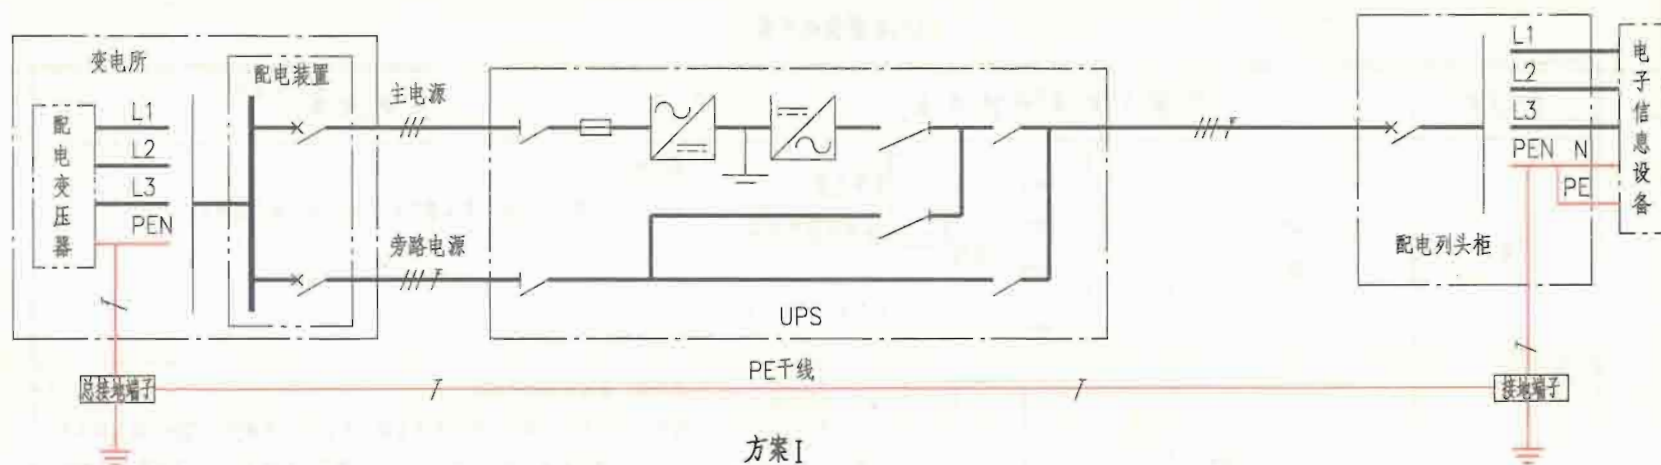 变电所
配电装置
配电变压器
L1
L2
L3
PEN
主电源
旁路电源
UPS
L1
L2
L3
PEN N
PE
电子信息设备
配电列头柜
PE干线
总接地端子
接地端子
方案I